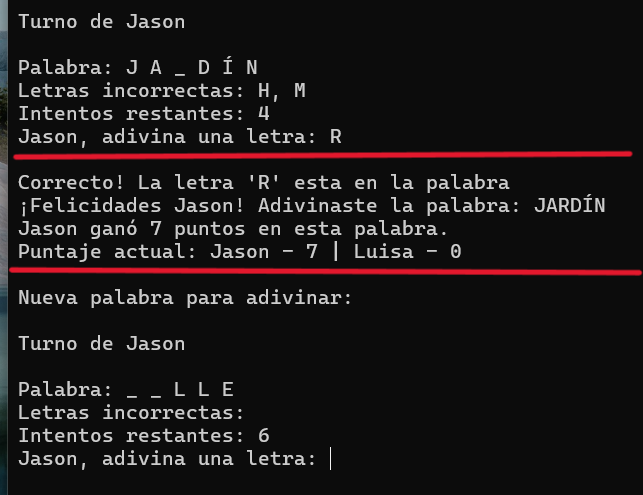 Turno de Jason
Palabra: J A _ D Í N
Letras incorrectas: H, M
Intentos restantes: 4
Jason, adivina una letra: R
Correcto! La letra 'R' esta en la palabra
¡Felicidades Jason! Adivinaste la palabra: JARDÍN
Jason ganó 7 puntos en esta palabra.
Puntaje actual: Jason - 7 | Luisa - 0
Nueva palabra para adivinar:
Turno de Jason
Palabra: _ _ L L E
Letras incorrectas:
Intentos restantes: 6
Jason, adivina una letra: